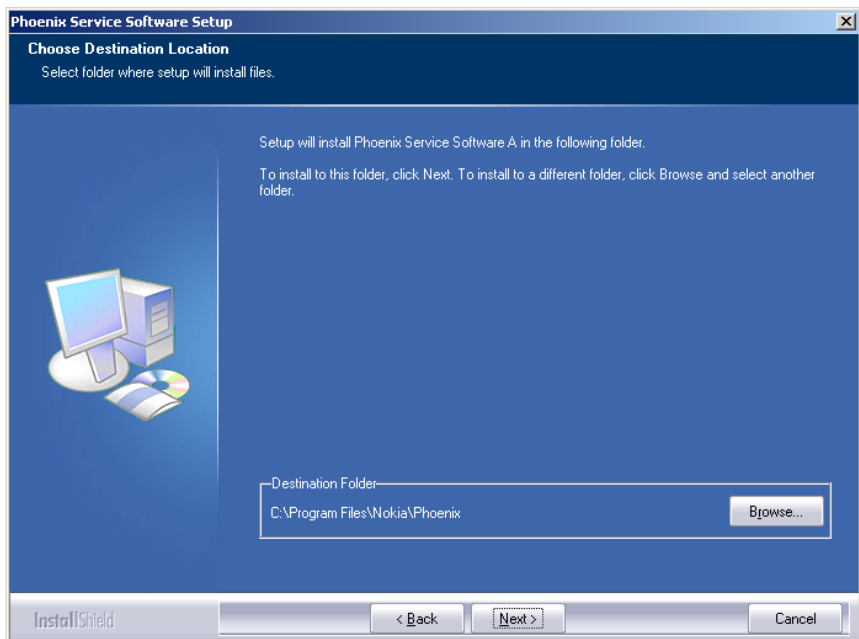 Phoenix Service Software Setup
Choose Destination Location
Select folder where setup will install files.
Setup will install Phoenix Service Software A in the following folder.
To install to this folder, click Next. To install to a different folder, click Browse and select another
folder.
Destination Folder
C:\Program Files\Nokia\Phoenix
Browse...
InstallShield
< Back
Next >
Cancel